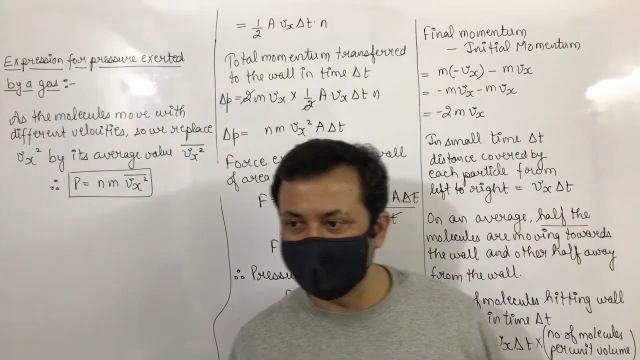 Expression for pressure exerted
by a gas :-
As the molecules move with
different velocities, so we replace
vx² by its average value v̅x²
∴ P = n m v̅x²
= 1/2 A vx Δt · n
Total momentum transferred
to the wall in time Δt
Δp = 2 m vx × 1/2 A vx Δt n
Δp = n m vx² A Δt
Force wall
of area
F A Δt
F
∴ Pressu
Final momentum
- Initial Momentum
= m(-vx) - m vx
= -m vx - m vx
= -2 m vx
In small time Δt
distance covered by
each particle from
left to right = vx Δt
On an average, half the
molecules are moving towards
the wall and other half away
from the wall.
of molecules hitting wall
in time Δt
vx Δt × (no. of molecules
per unit volume)